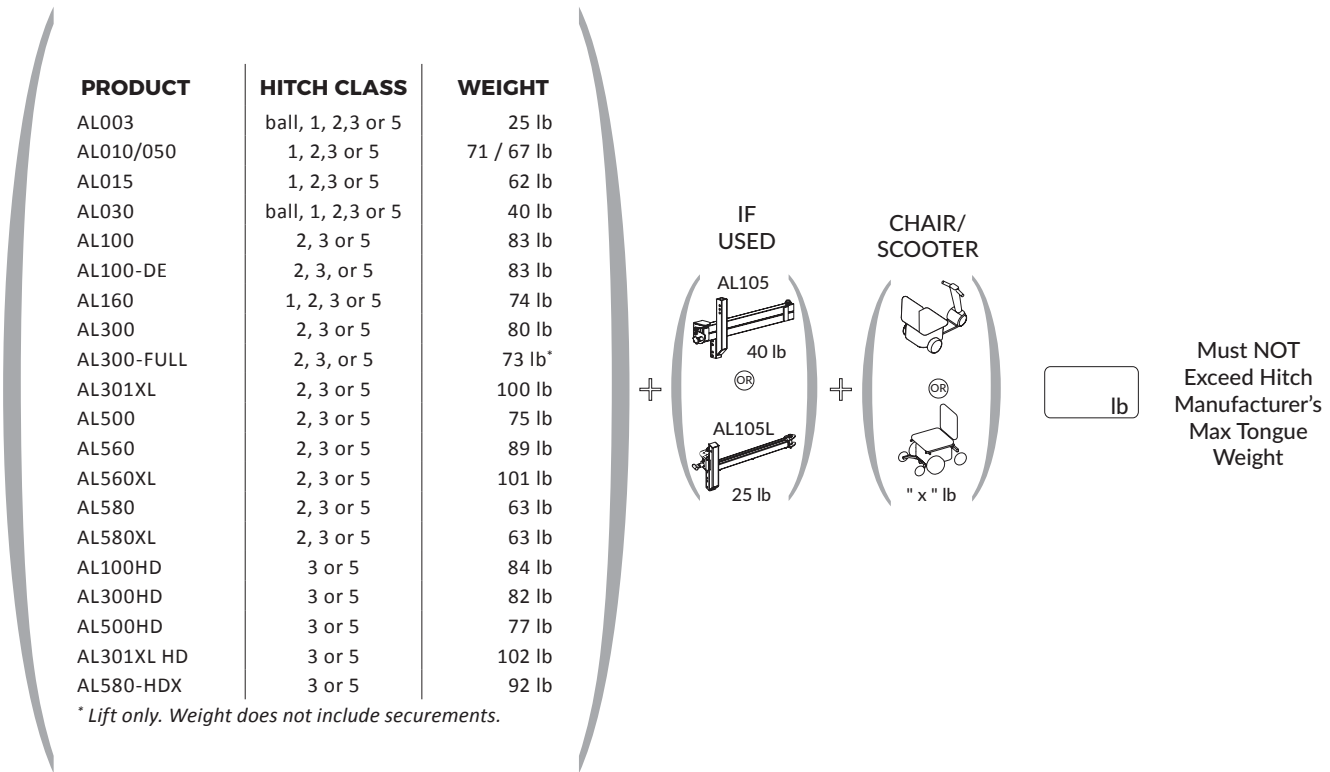 PRODUCT HITCH CLASS WEIGHT
AL003 ball, 1, 2,3 or 5 25 lb
AL010/050 1, 2,3 or 5 71 / 67 lb
AL015 1, 2,3 or 5 62 lb
AL030 ball, 1, 2,3 or 5 40 lb
AL100 2, 3 or 5 83 lb
AL100-DE 2, 3, or 5 83 lb
AL160 1, 2, 3 or 5 74 lb
AL300 2, 3 or 5 80 lb
AL300-FULL 2, 3, or 5 73 lb*
AL301XL 2, 3 or 5 100 lb
AL500 2, 3 or 5 75 lb
AL560 2, 3 or 5 89 lb
AL560XL 2, 3 or 5 101 lb
AL580 2, 3 or 5 63 lb
AL580XL 2, 3 or 5 63 lb
AL100HD 3 or 5 84 lb
AL300HD 3 or 5 82 lb
AL500HD 3 or 5 77 lb
AL301XL HD 3 or 5 102 lb
AL580-HDX 3 or 5 92 lb
* Lift only. Weight does not include securements.
+
IF
USED
AL105
40 lb
OR
AL105L
25 lb
+
CHAIR/
SCOOTER
OR
" x " lb
lb
Must NOT
Exceed Hitch
Manufacturer's
Max Tongue
Weight